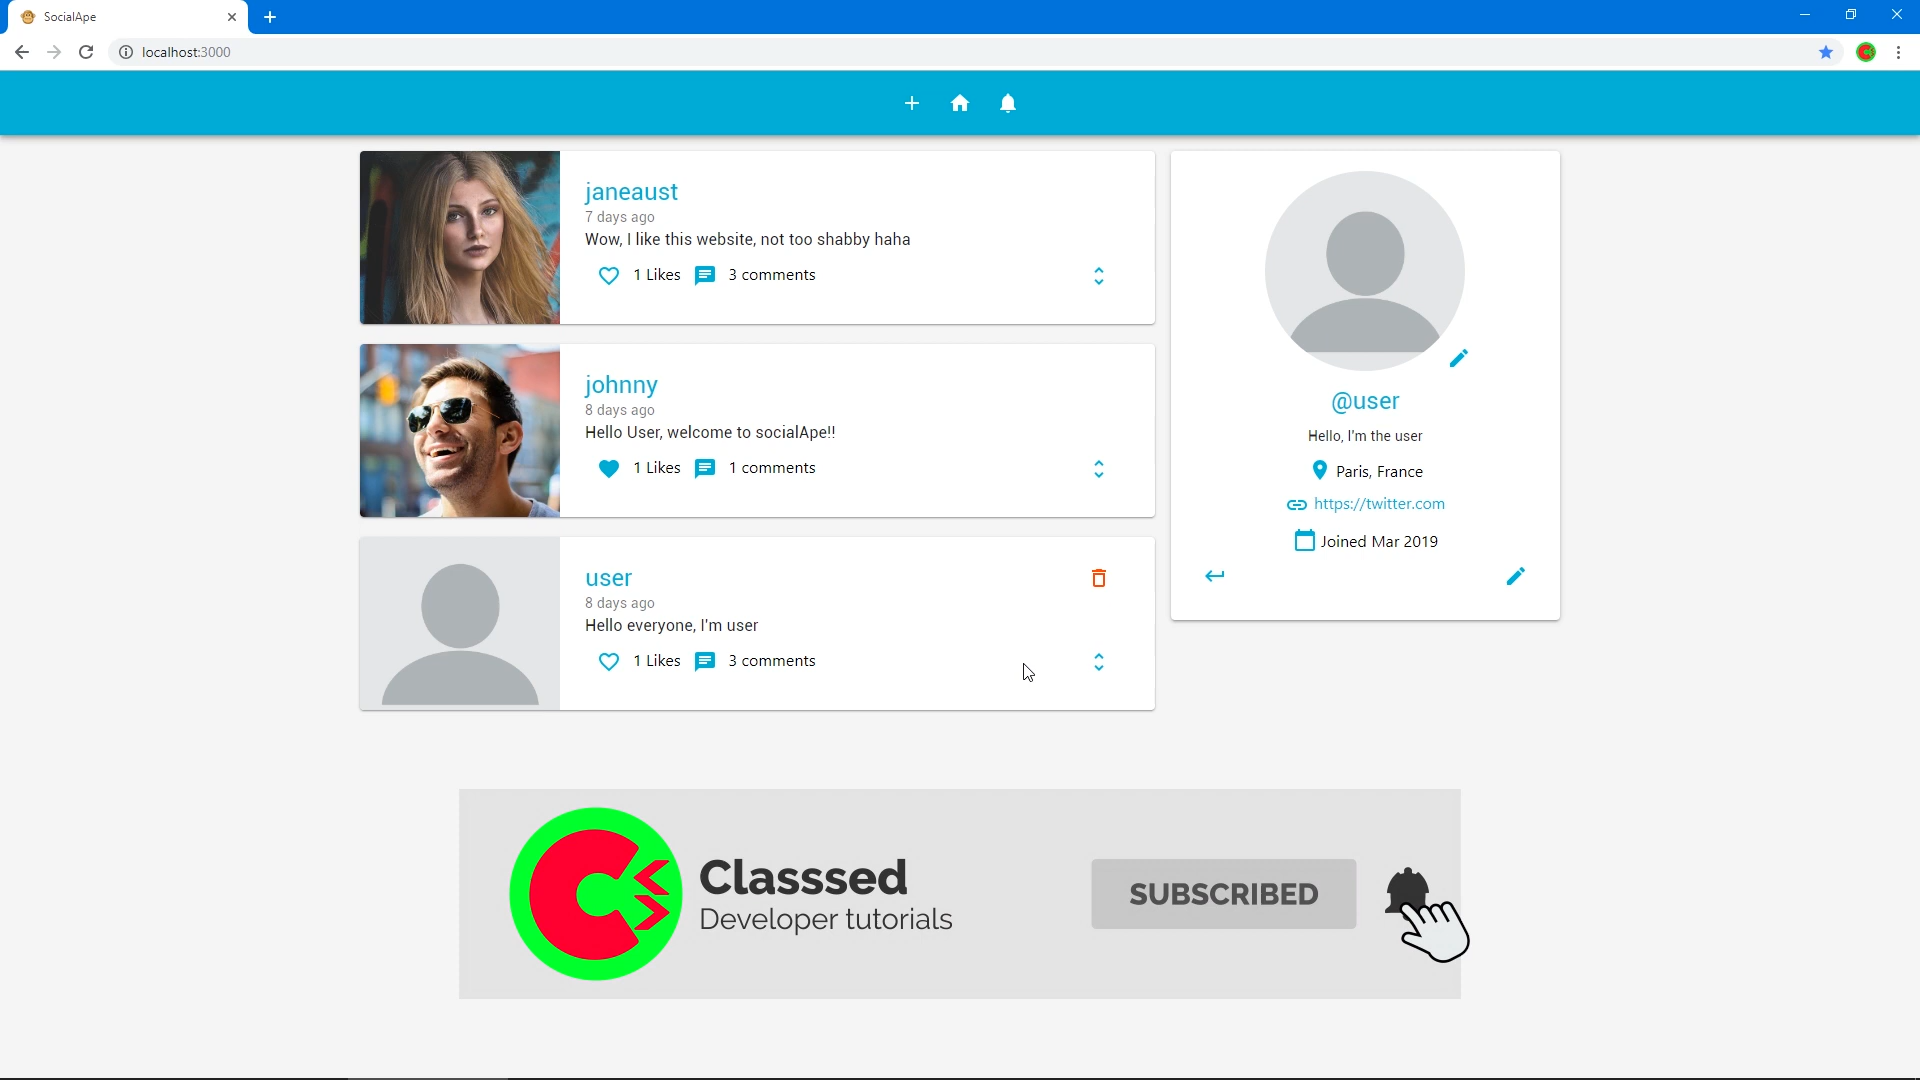 SocialApe
localhost:3000
janeaust
7 days ago
Wow, I like this website, not too shabby haha
1 Likes 3 comments
johnny
8 days ago
Hello User, welcome to socialApe!!
1 Likes 1 comments
user
8 days ago
Hello everyone, I'm user
1 Likes 3 comments
@user
Hello, I'm the user
Paris, France
https://twitter.com
Joined Mar 2019
Classsed
Developer tutorials
SUBSCRIBED